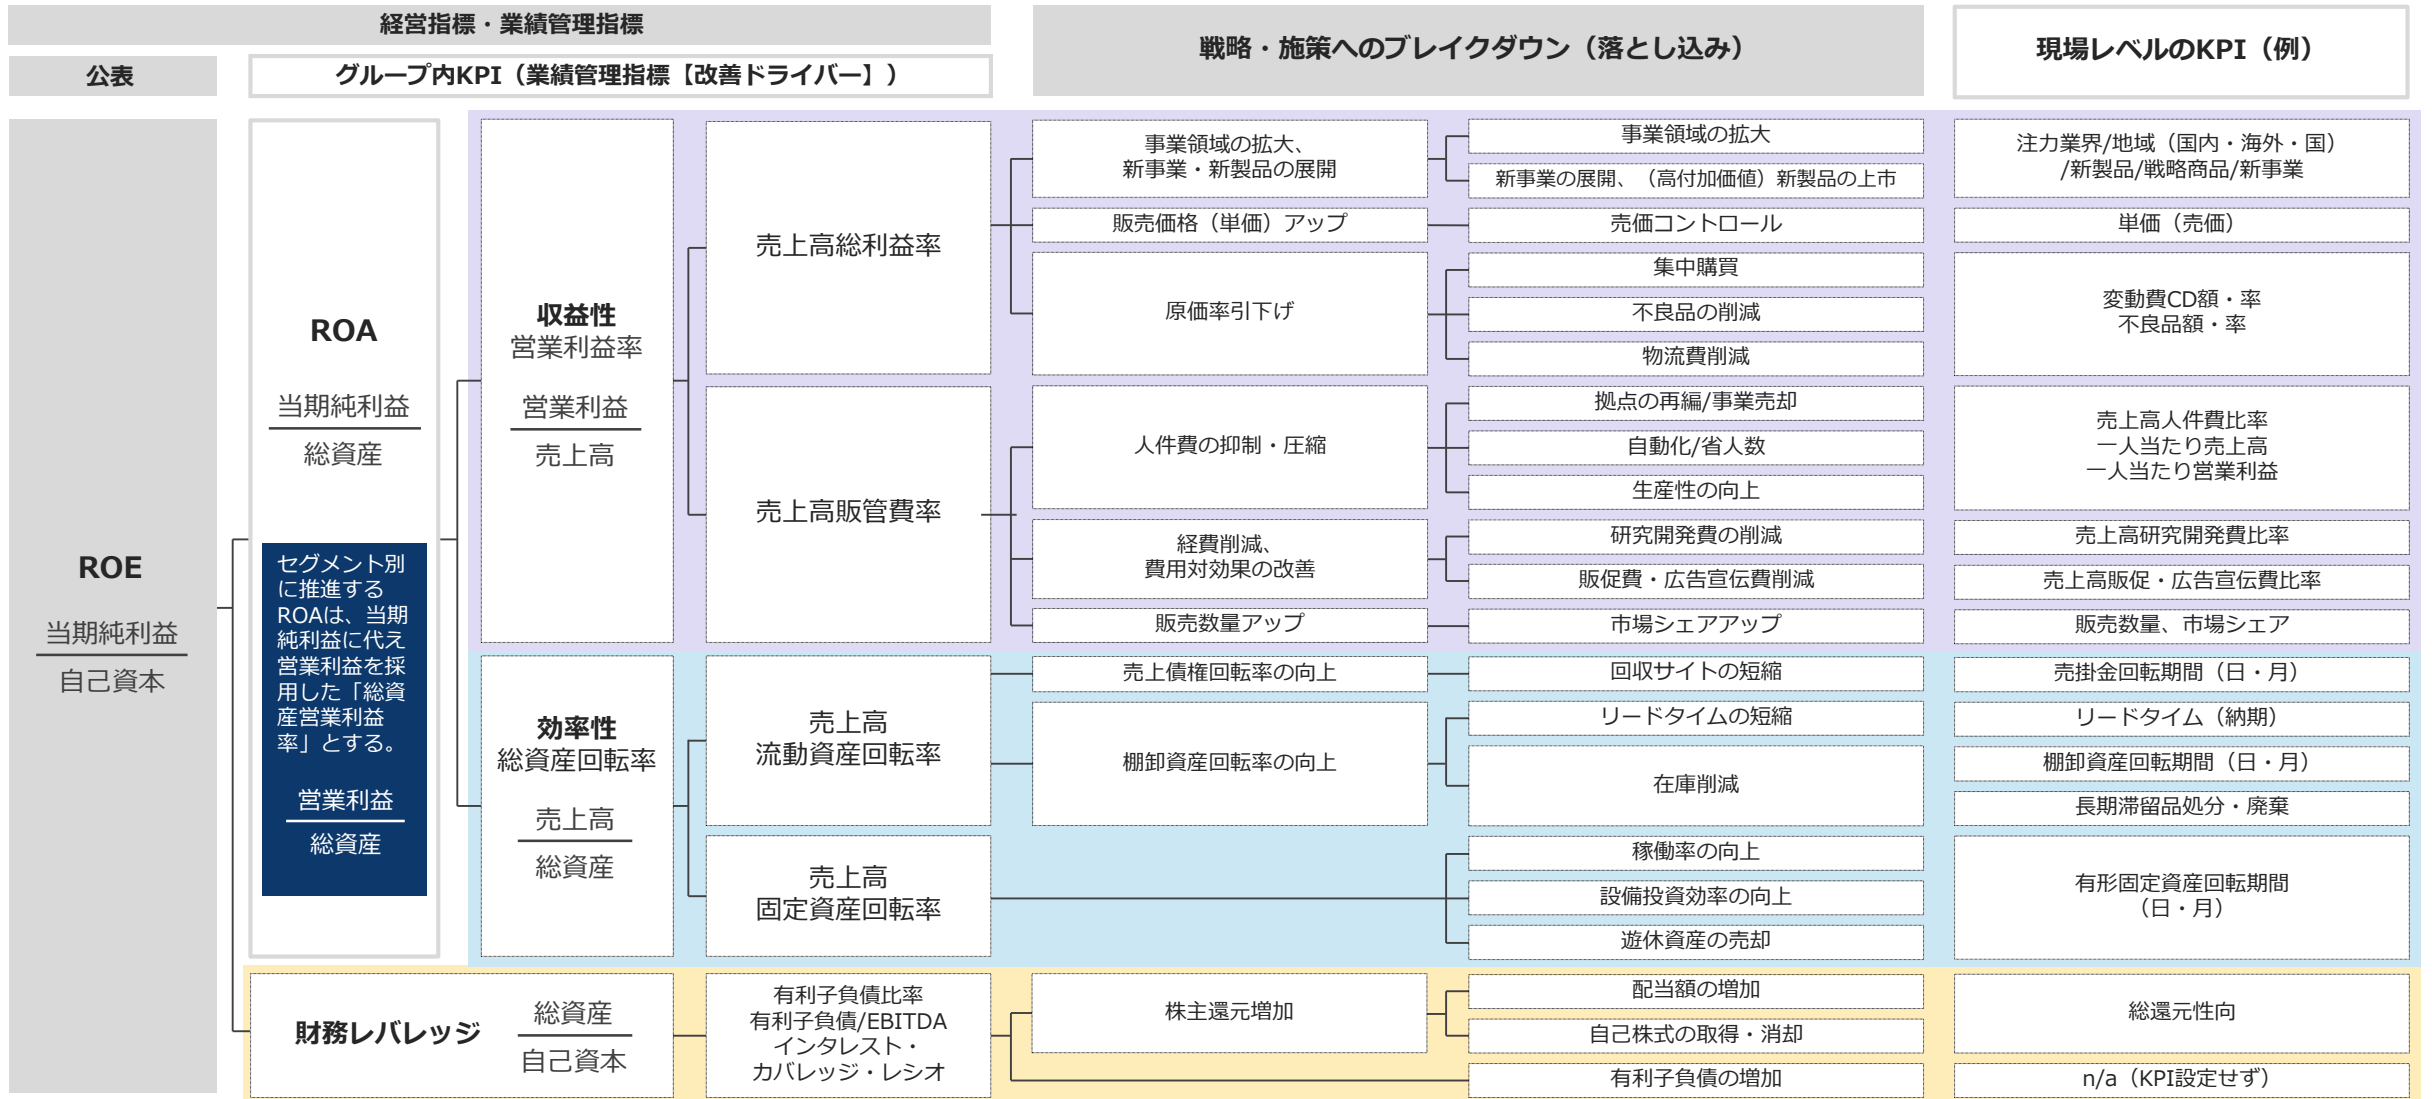 経営指標・業績管理指標
戦略・施策へのブレイクダウン（落とし込み）
現場レベルのKPI（例）
公表
グループ内KPI（業績管理指標【改善ドライバー】）
ROE
当期純利益
自己資本
ROA
当期純利益
総資産
セグメント別
に推進する
ROAは、当期
純利益に代え
営業利益を採
用した「総資
産営業利益
率」とする。
営業利益
総資産
収益性
営業利益率
営業利益
売上高
売上高総利益率
事業領域の拡大、
新事業・新製品の展開
事業領域の拡大
新事業の展開、（高付加価値）新製品の上市
注力業界/地域（国内・海外・国）
/新製品/戦略商品/新事業
販売価格（単価）アップ
売価コントロール
単価（売価）
原価率引下げ
集中購買
不良品の削減
物流費削減
変動費CD額・率
不良品額・率
売上高販管費率
人件費の抑制・圧縮
拠点の再編/事業売却
自動化/省人数
生産性の向上
売上高人件費比率
一人当たり売上高
一人当たり営業利益
経費削減、
費用対効果の改善
研究開発費の削減
売上高研究開発費比率
販促費・広告宣伝費削減
売上高販促・広告宣伝費比率
販売数量アップ
市場シェアアップ
販売数量、市場シェア
効率性
総資産回転率
売上高
総資産
売上高
流動資産回転率
売上債権回転率の向上
回収サイトの短縮
売掛金回転期間（日・月）
棚卸資産回転率の向上
リードタイムの短縮
リードタイム（納期）
在庫削減
棚卸資産回転期間（日・月）
長期滞留品処分・廃棄
売上高
固定資産回転率
稼働率の向上
設備投資効率の向上
遊休資産の売却
有形固定資産回転期間
（日・月）
財務レバレッジ
総資産
自己資本
有利子負債比率
有利子負債/EBITDA
インタレスト・
カバレッジ・レシオ
株主還元増加
配当額の増加
自己株式の取得・消却
総還元性向
有利子負債の増加
n/a（KPI設定せず）